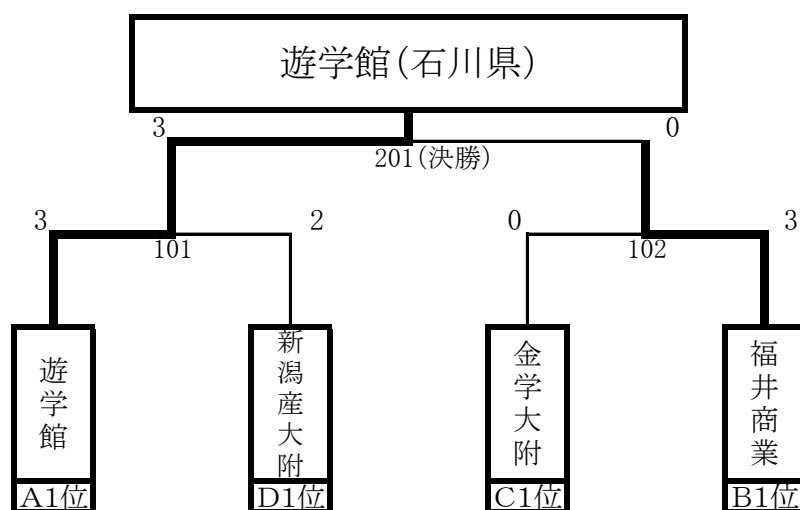 遊学館(石川県)
3
0
201(決勝)
3
2
0
3
101
102
遊学館
新潟産大附
金学大附
福井商業
A1位
D1位
C1位
B1位